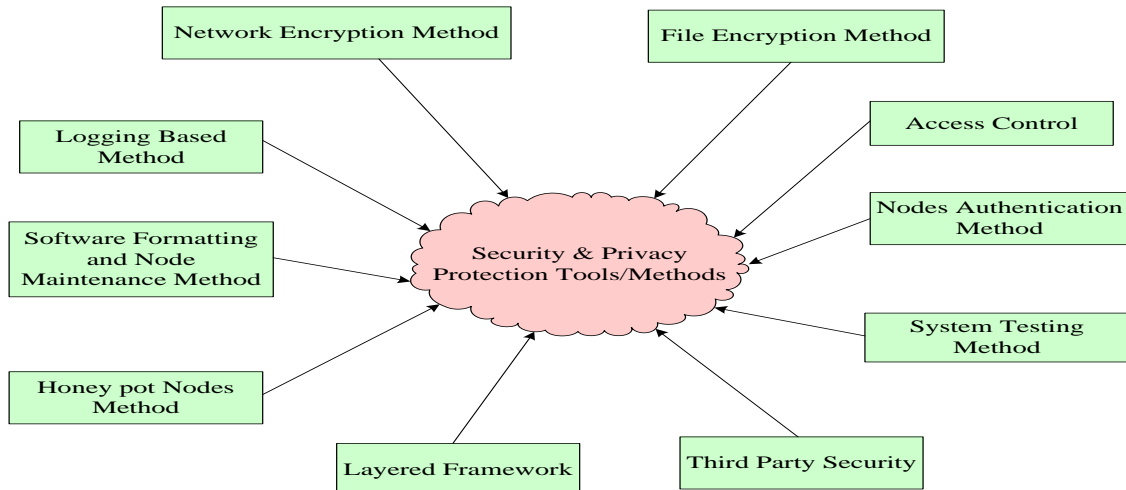 Network Encryption Method
File Encryption Method
Logging Based
Method
Access Control
Software Formatting
and Node
Maintenance Method
Security & Privacy
Protection Tools/Methods
Nodes Authentication
Method
System Testing
Method
Honey pot Nodes
Method
Layered Framework
Third Party Security